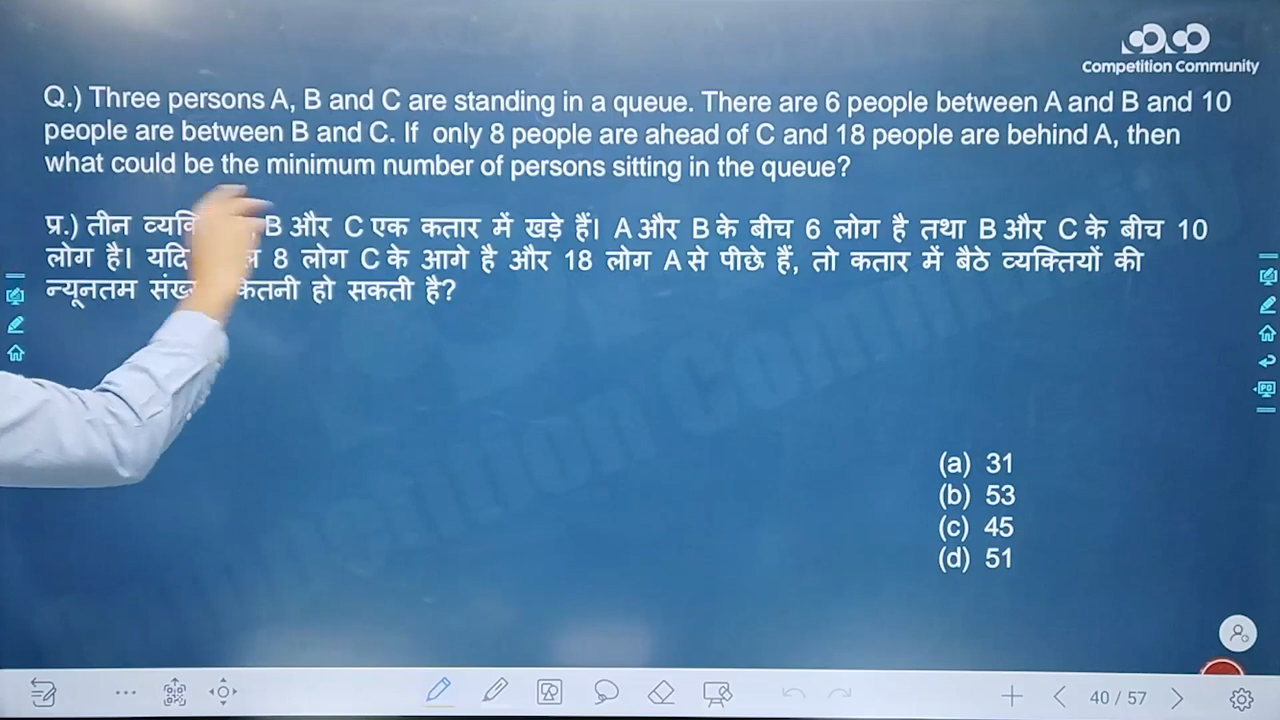 Competition Community
Q.) Three persons A, B and C are standing in a queue. There are 6 people between A and B and 10
people are between B and C. If only 8 people are ahead of C and 18 people are behind A, then
what could be the minimum number of persons sitting in the queue?
प्र.) तीन B और C एक कतार में खड़े हैं। A और B के बीच 6 लोग है तथा B और C के बीच 10
लोग है। यदि 8 लोग C के आगे है और 18 लोग A से पीछे हैं, तो कतार में बैठे व्यक्तियों की
न्यूनतम हो सकती है?
(a) 31
(b) 53
(c) 45
(d) 51
40 / 57